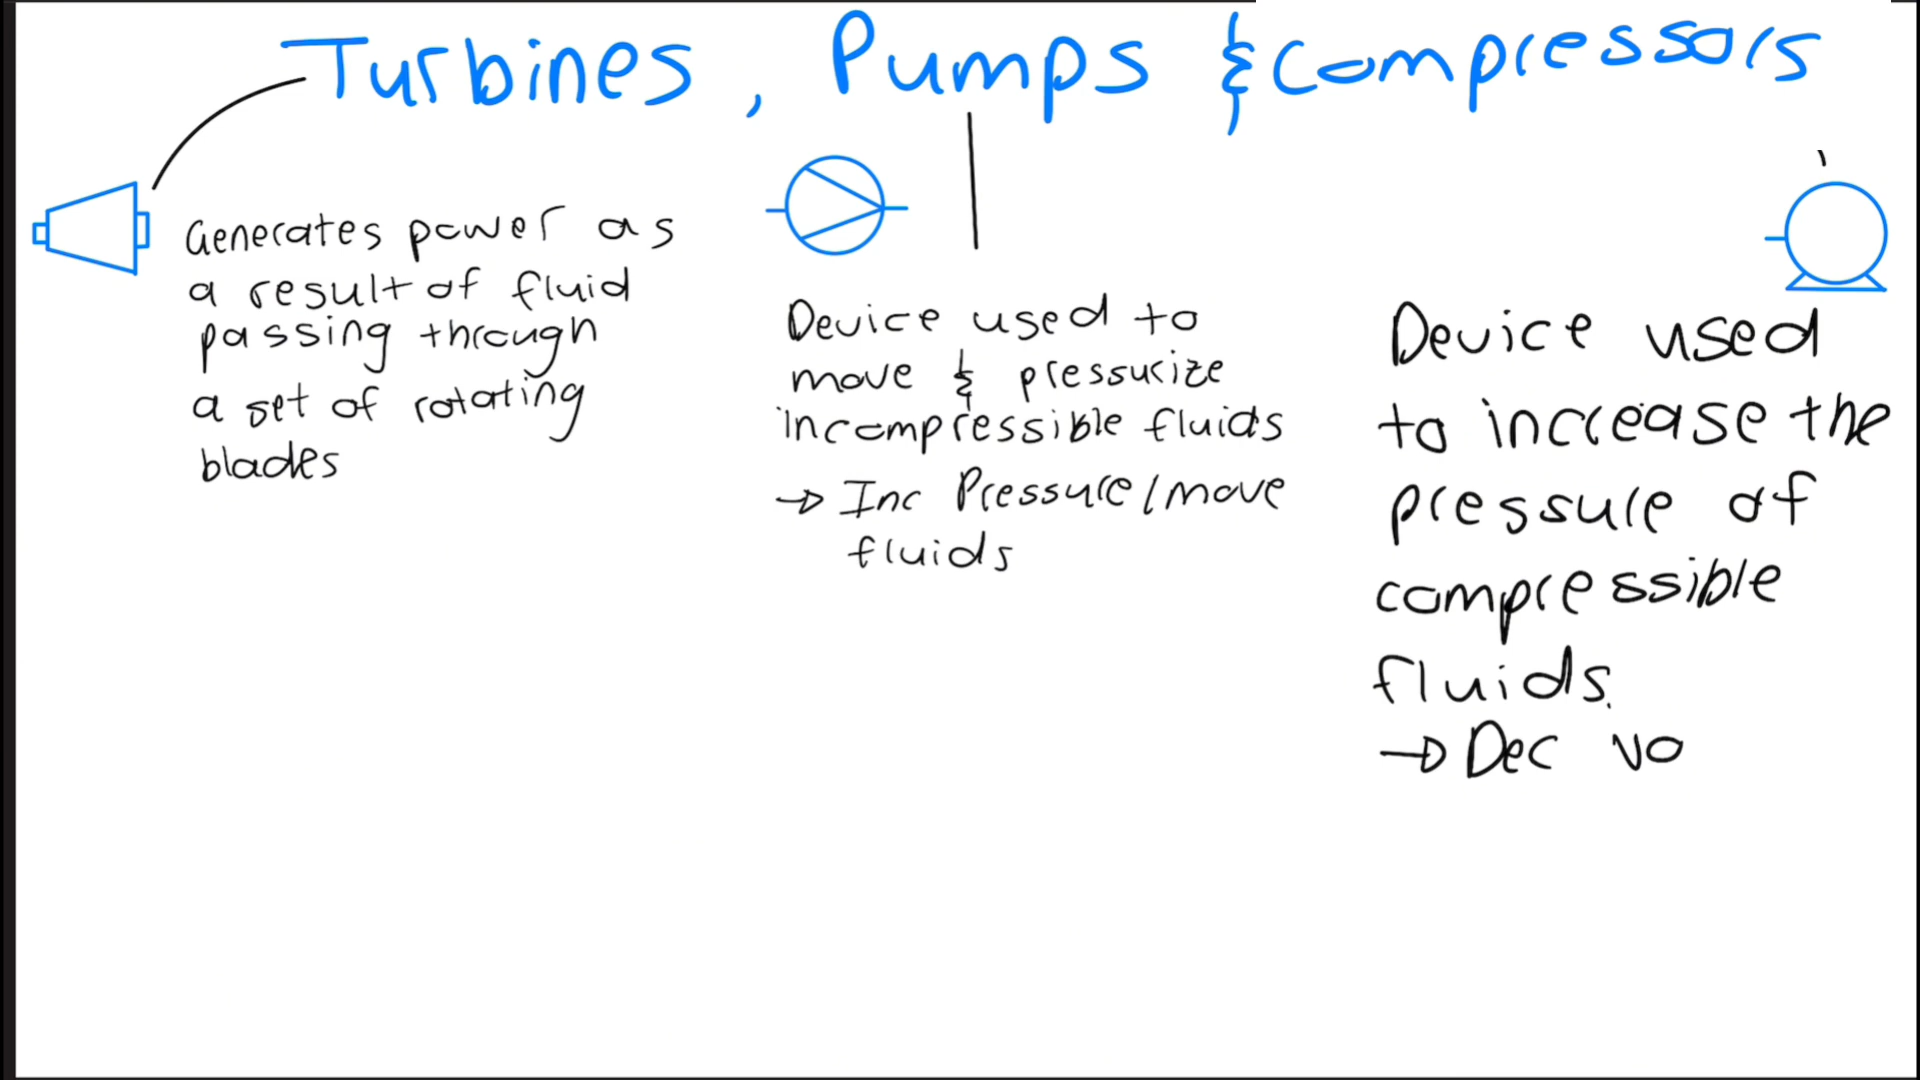 Turbines, Pumps & Compressors
Generates power as
a result of fluid
passing through
a set of rotating
blades
Device used to
move & pressurize
incompressible fluids
→ Inc Pressure/move
fluids
Device used
to increase the
pressure of
compressible
fluids.
→ Dec vo